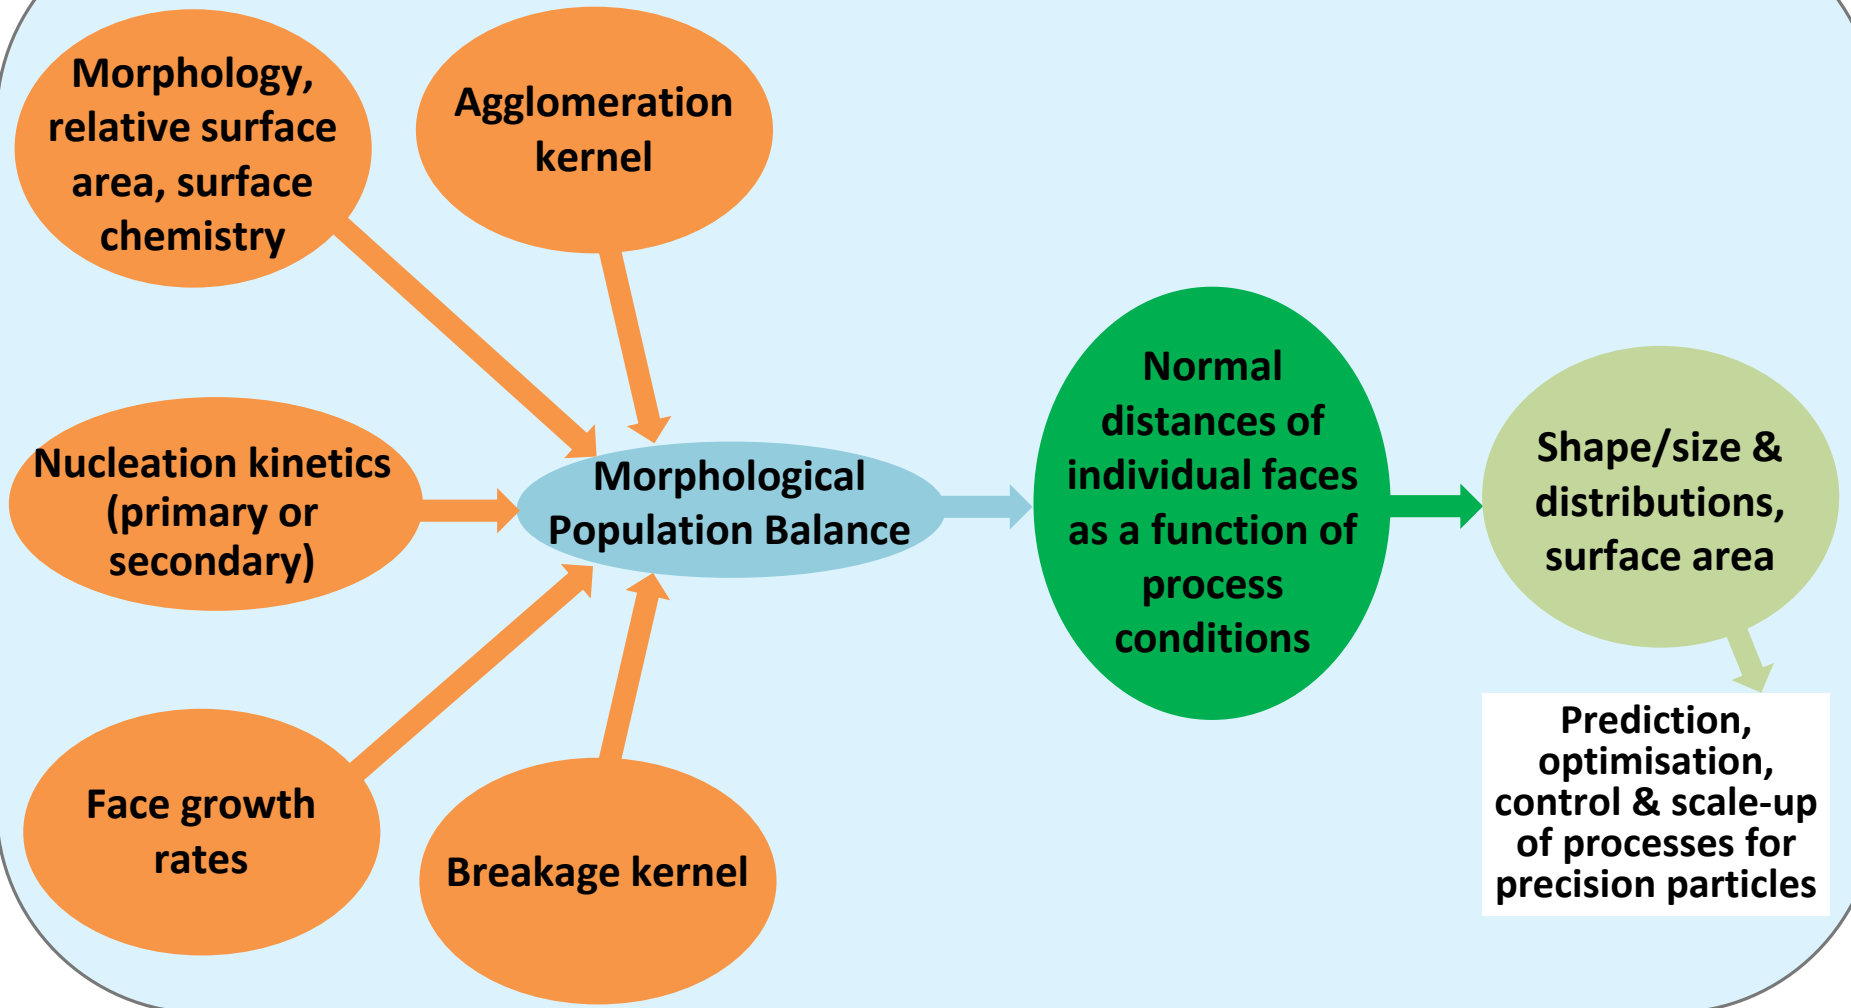 Morphology,
relative surface
area, surface
chemistry
Agglomeration
kernel
Nucleation kinetics
(primary or
secondary)
Face growth
rates
Breakage kernel
Morphological
Population Balance
Normal
distances of
individual faces
as a function of
process
conditions
Shape/size &
distributions,
surface area
Prediction,
optimisation,
control & scale-up
of processes for
precision particles